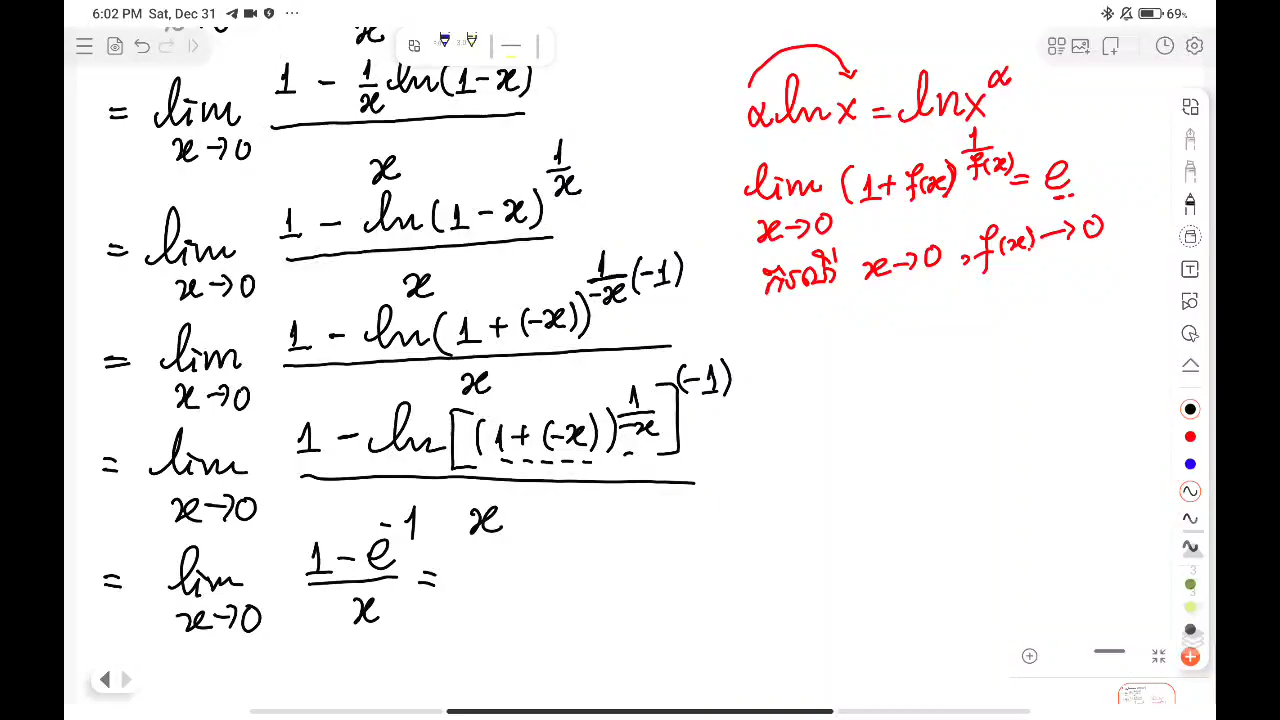 6:02 PM Sat, Dec 31
69%
x→0 x
= lim x→0 (1 - 1/x ln(1-x))/x
= lim x→0 (1 - ln(1-x)^(1/x))/x
= lim x→0 (1 - ln(1+(-x))^(1/-x (-1)))/x
= lim x→0 (1 - ln[(1+(-x))^(1/-x)]^(-1))/x
= lim x→0 (1-e^-1)/x =
α ln x = ln x^α
lim x→0 (1+f(x))^(1/f(x)) = e
x→0 , f(x)→0